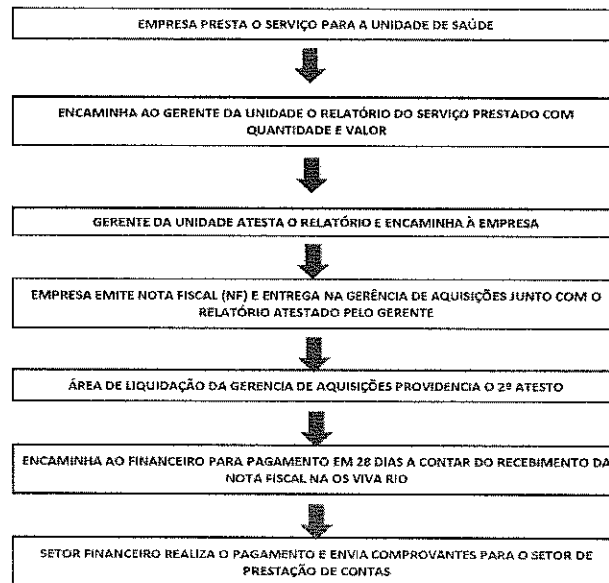 EMPRESA PRESTA O SERVIÇO PARA A UNIDADE DE SAÚDE
ENCAMINHA AO GERENTE DA UNIDADE O RELATÓRIO DO SERVIÇO PRESTADO COM
QUANTIDADE E VALOR
GERENTE DA UNIDADE ATESTA O RELATÓRIO E ENCAMINHA À EMPRESA
EMPRESA EMITE NOTA FISCAL (NF) E ENTREGA NA GERÊNCIA DE AQUISIÇÕES JUNTO COM O
RELATÓRIO ATESTADO PELO GERENTE
ÁREA DE LIQUIDAÇÃO DA GERENCIA DE AQUISIÇÕES PROVIDENCIA O 2º ATESTO
ENCAMINHA AO FINANCEIRO PARA PAGAMENTO EM 28 DIAS A CONTAR DO RECEBIMENTO DA
NOTA FISCAL NA OS VIVA RIO
SETOR FINANCEIRO REALIZA O PAGAMENTO E ENVIA COMPROVANTES PARA O SETOR DE
PRESTAÇÃO DE CONTAS